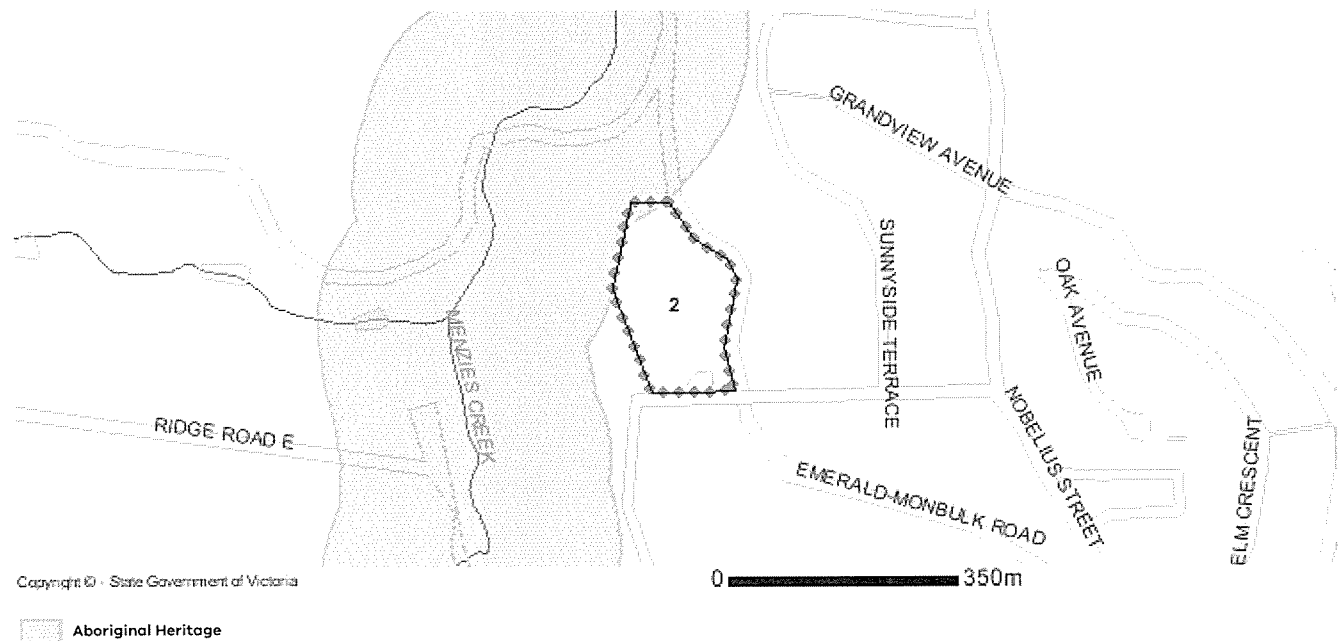 GRANDVIEW AVENUE
SUNNYSIDE TERRACE
OAK AVENUE
2
MENZIES CREEK
RIDGE ROAD E
NOBELIUS STREET
EMERALD-MONBULK ROAD
ELM CRESCENT
Copyright © - State Government of Victoria
0 350m
Aboriginal Heritage